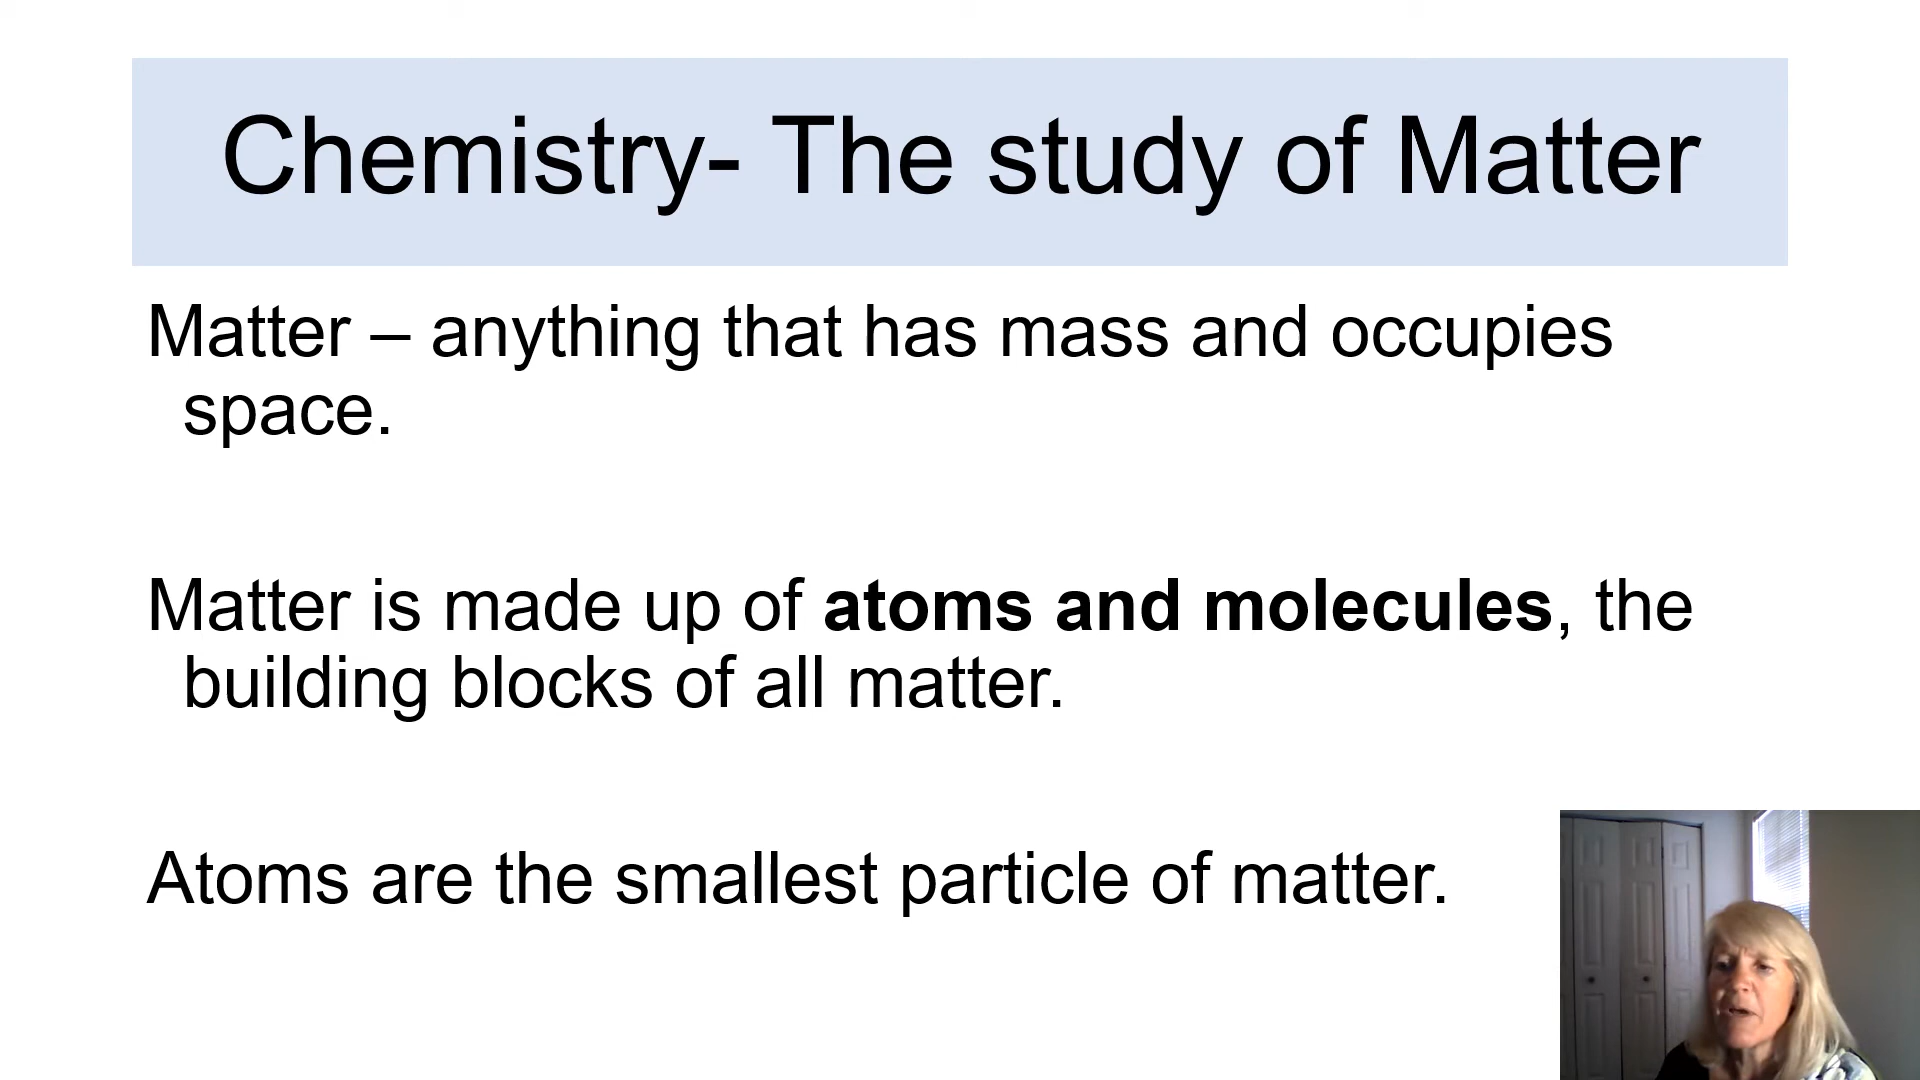 Chemistry- The study of Matter
Matter – anything that has mass and occupies
space.
Matter is made up of atoms and molecules, the
building blocks of all matter.
Atoms are the smallest particle of matter.